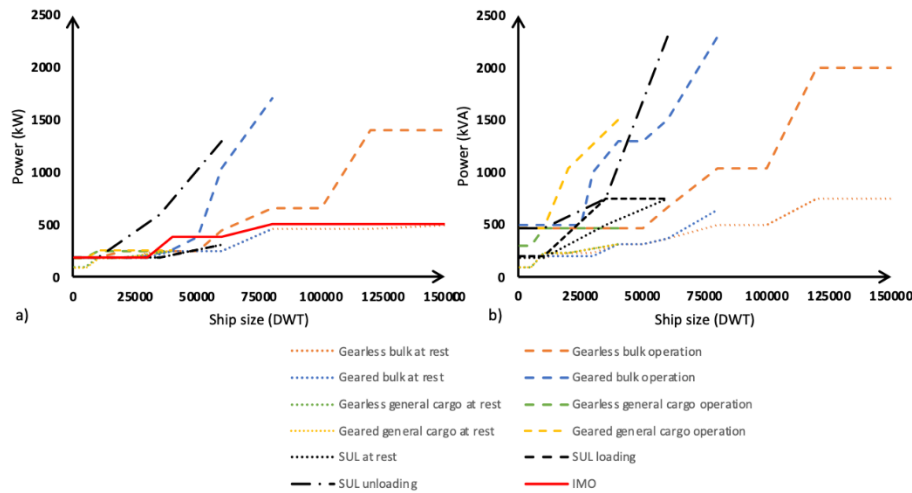 2500
2000
1500
1000
500
0
Power (kW)
0 25000 50000 75000 100000 125000 150000
Ship size (DWT)
a)
2500
2000
1500
1000
500
0
Power (kVA)
0 25000 50000 75000 100000 125000 150000
Ship size (DWT)
b)
Gearless bulk at rest Gearless bulk operation
Geared bulk at rest Geared bulk operation
Gearless general cargo at rest Gearless general cargo operation
Geared general cargo at rest Geared general cargo operation
SUL at rest SUL loading
SUL unloading IMO